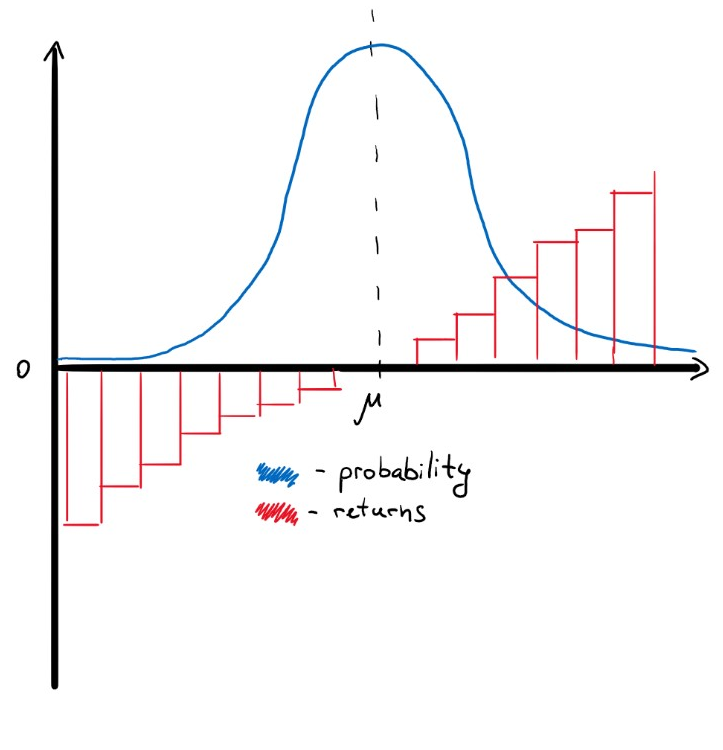 0
μ
- probability
- returns